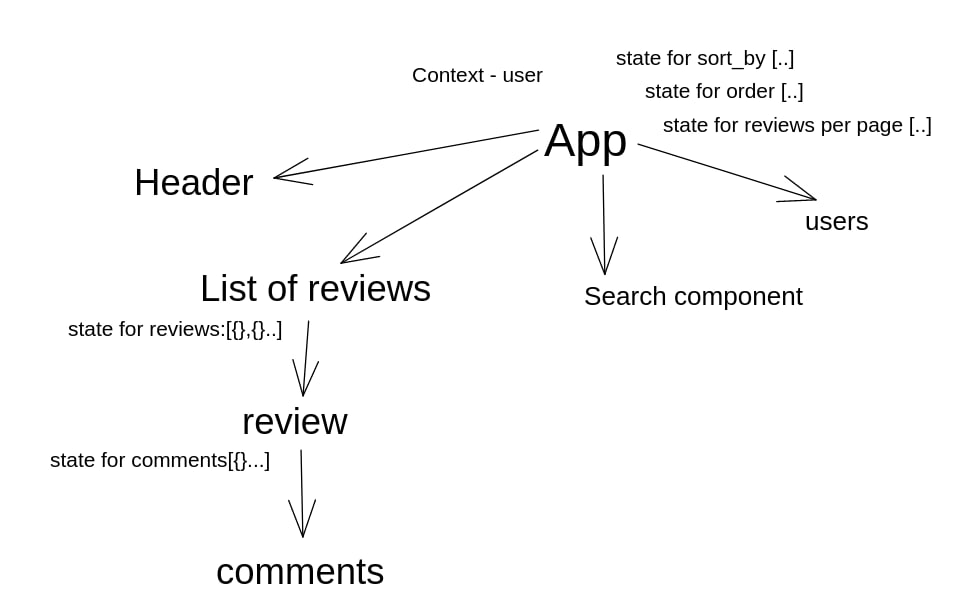 state for sort_by [..]
Context - user
state for order [..]
state for reviews per page [..]
App
Header
users
List of reviews
Search component
state for reviews:[{},{}..]
review
state for comments[{}...]
comments